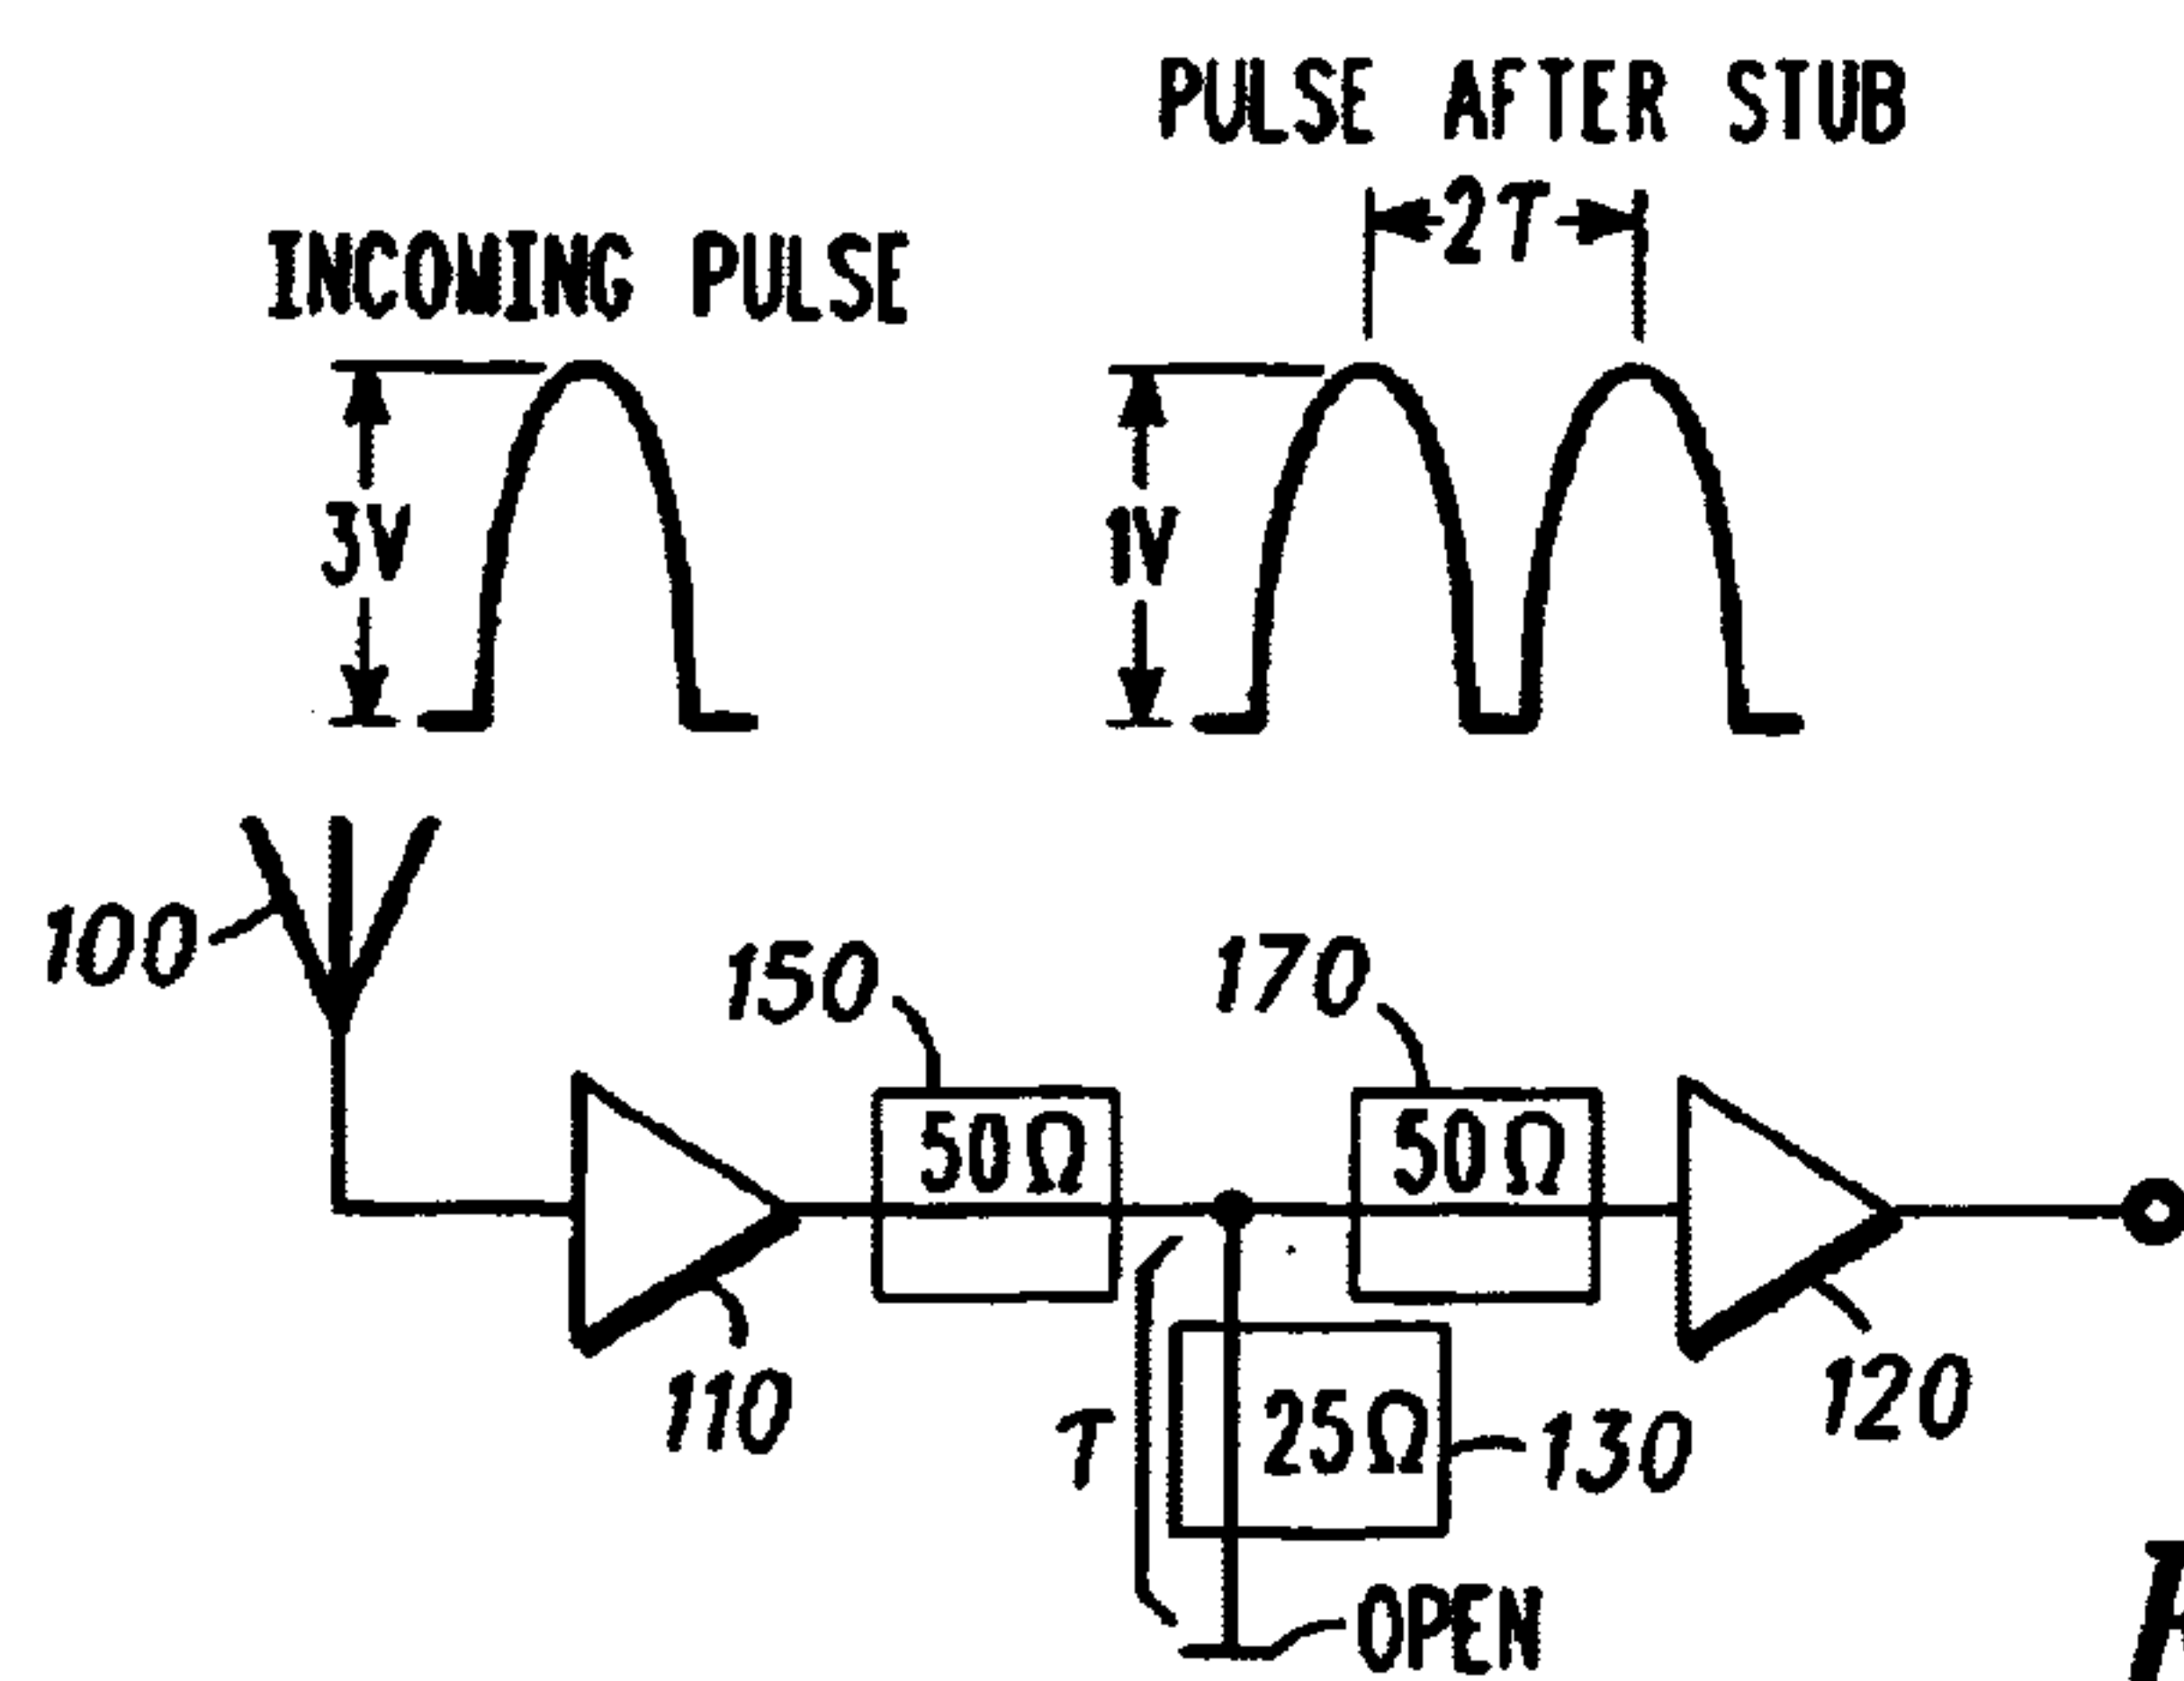 PULSE AFTER STUB
2T
INCOMING PULSE
3V
1V
100
150
170
50Ω
50Ω
110
120
T
25Ω
130
OPEN